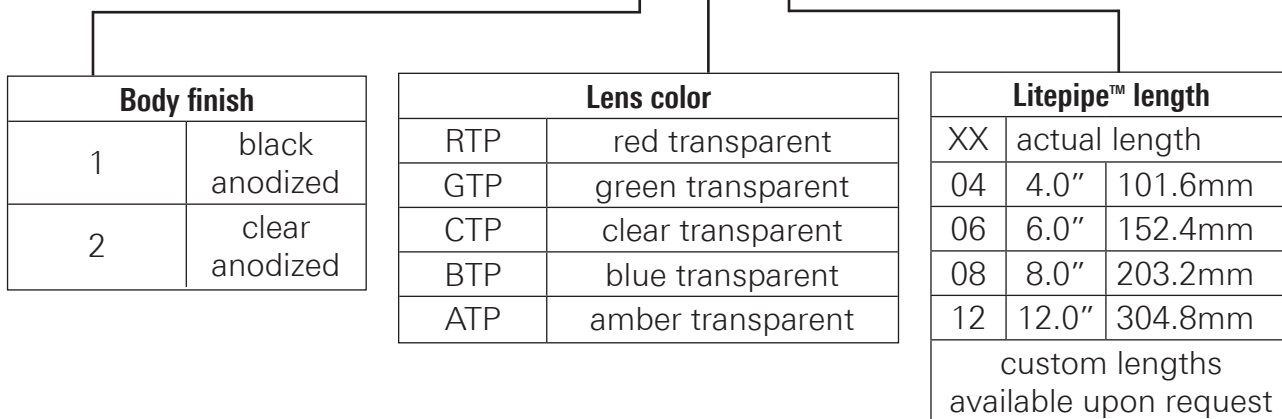 Body finish
1 black anodized
2 clear anodized
Lens color
RTP red transparent
GTP green transparent
CTP clear transparent
BTP blue transparent
ATP amber transparent
Litepipe™ length
XX actual length
04 4.0″ 101.6mm
06 6.0″ 152.4mm
08 8.0″ 203.2mm
12 12.0″ 304.8mm
custom lengths
available upon request